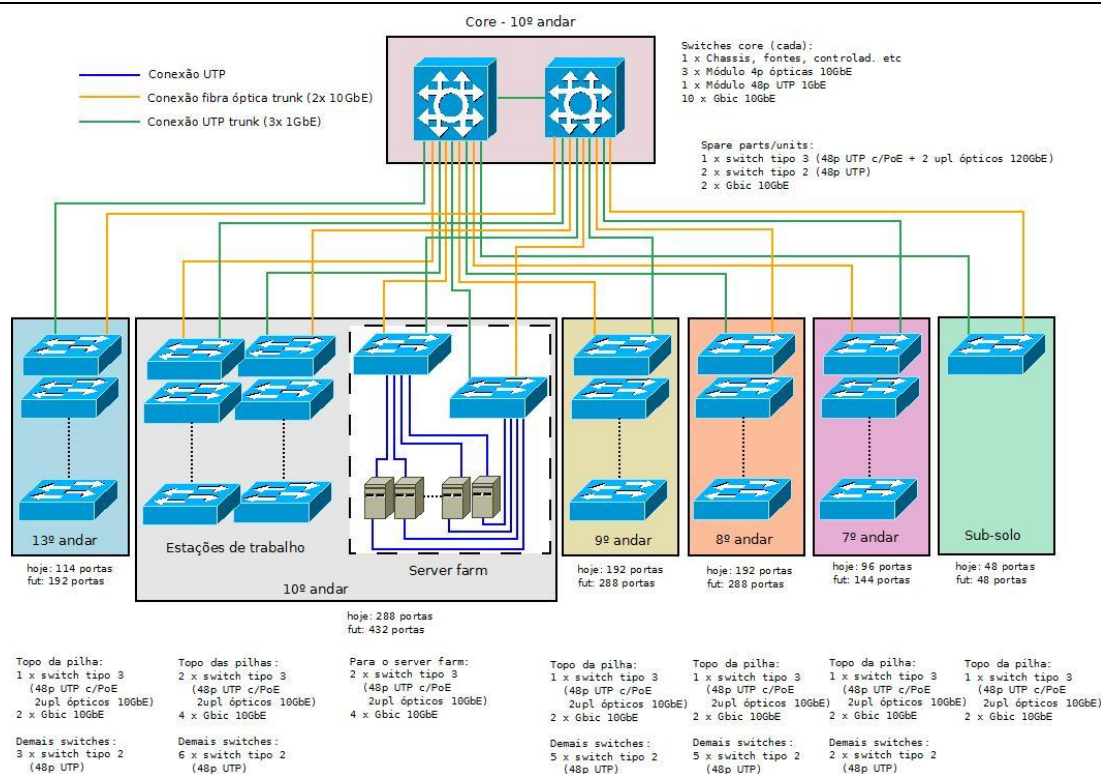 Core - 10º andar
Conexão UTP
Conexão fibra óptica trunk (2x 10GbE)
Conexão UTP trunk (3x 1GbE)
Switches core (cada):
1 x Chassis, fontes, controlad. etc
3 x Módulo 4p ópticas 10GbE
1 x Módulo 48p UTP 1GbE
10 x Gbic 10GbE
Spare parts/units:
1 x switch tipo 3 (48p UTP c/PoE + 2 upl ópticos 120GbE)
2 x switch tipo 2 (48p UTP)
2 x Gbic 10GbE
13º andar
hoje: 114 portas
fut: 192 portas
Estações de trabalho
Server farm
10º andar
hoje: 288 portas
fut: 432 portas
9º andar
hoje: 192 portas
fut: 288 portas
8º andar
hoje: 192 portas
fut: 288 portas
7º andar
hoje: 96 portas
fut: 144 portas
Sub-solo
hoje: 48 portas
fut: 48 portas
Topo da pilha:
1 x switch tipo 3
(48p UTP c/PoE
2upl ópticos 10GbE)
2 x Gbic 10GbE
Demais switches:
3 x switch tipo 2
(48p UTP)
Topo das pilhas:
2 x switch tipo 3
(48p UTP c/PoE
2upl ópticos 10GbE)
4 x Gbic 10GbE
Demais switches:
6 x switch tipo 2
(48p UTP)
Para o server farm:
2 x switch tipo 3
(48p UTP c/PoE
2upl ópticos 10GbE)
4 x Gbic 10GbE
Topo da pilha:
1 x switch tipo 3
(48p UTP c/PoE
2upl ópticos 10GbE)
2 x Gbic 10GbE
Demais switches:
5 x switch tipo 2
(48p UTP)
Topo da pilha:
1 x switch tipo 3
(48p UTP c/PoE
2upl ópticos 10GbE)
2 x Gbic 10GbE
Demais switches:
5 x switch tipo 2
(48p UTP)
Topo da pilha:
1 x switch tipo 3
(48p UTP c/PoE
2upl ópticos 10GbE)
2 x Gbic 10GbE
Demais switches:
2 x switch tipo 2
(48p UTP)
Topo da pilha:
1 x switch tipo 3
(48p UTP c/PoE
2upl ópticos 10GbE)
2 x Gbic 10GbE